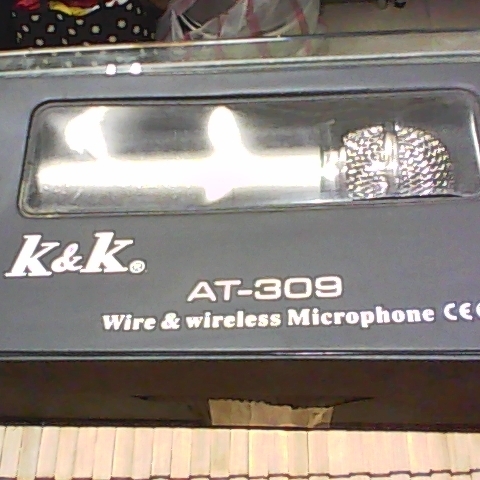 K&K®
AT-309
Wire & wireless Microphone CE